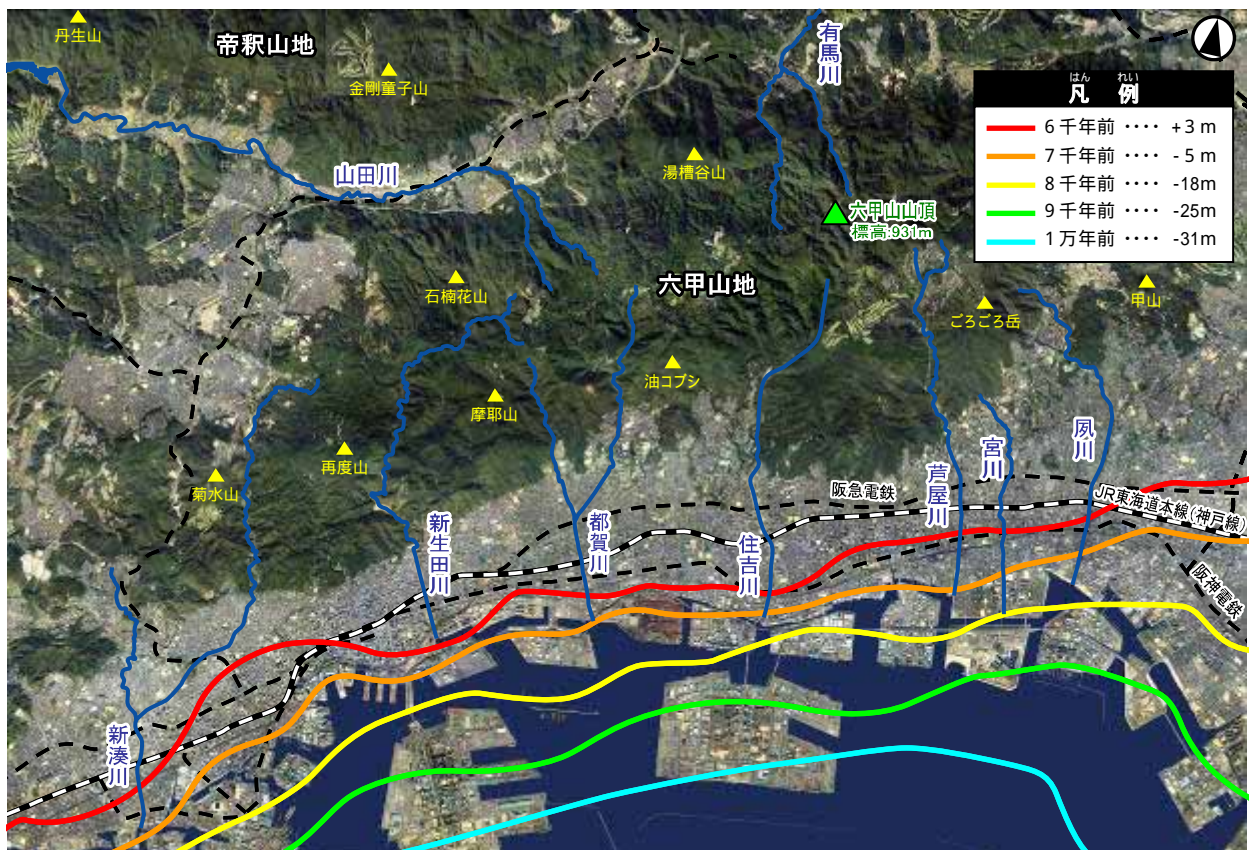 丹生山
帝釈山地
金剛童子山
有馬川
はん れい
凡 例
6千年前 ‥‥ +3m
7千年前 ‥‥ -5m
8千年前 ‥‥ -18m
9千年前 ‥‥ -25m
1万年前 ‥‥ -31m
山田川
湯槽谷山
六甲山山頂
標高:931m
石楠花山
六甲山地
ごろごろ岳
甲山
油コブシ
摩耶山
再度山
菊水山
新生田川
都賀川
住吉川
芦屋川
宮川
夙川
阪急電鉄
JR東海道本線(神戸線)
阪神電鉄
新湊川